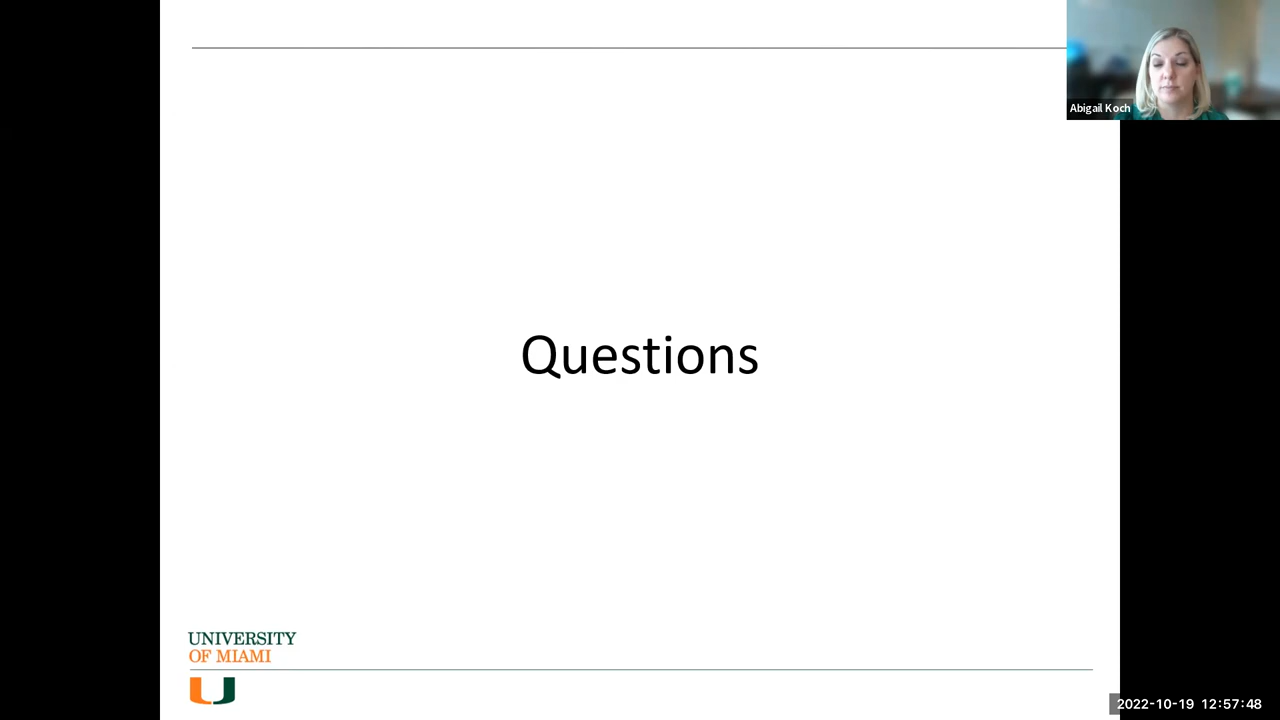 Abigail Koch
Questions
UNIVERSITY
OF MIAMI
2022-10-19 12:57:48